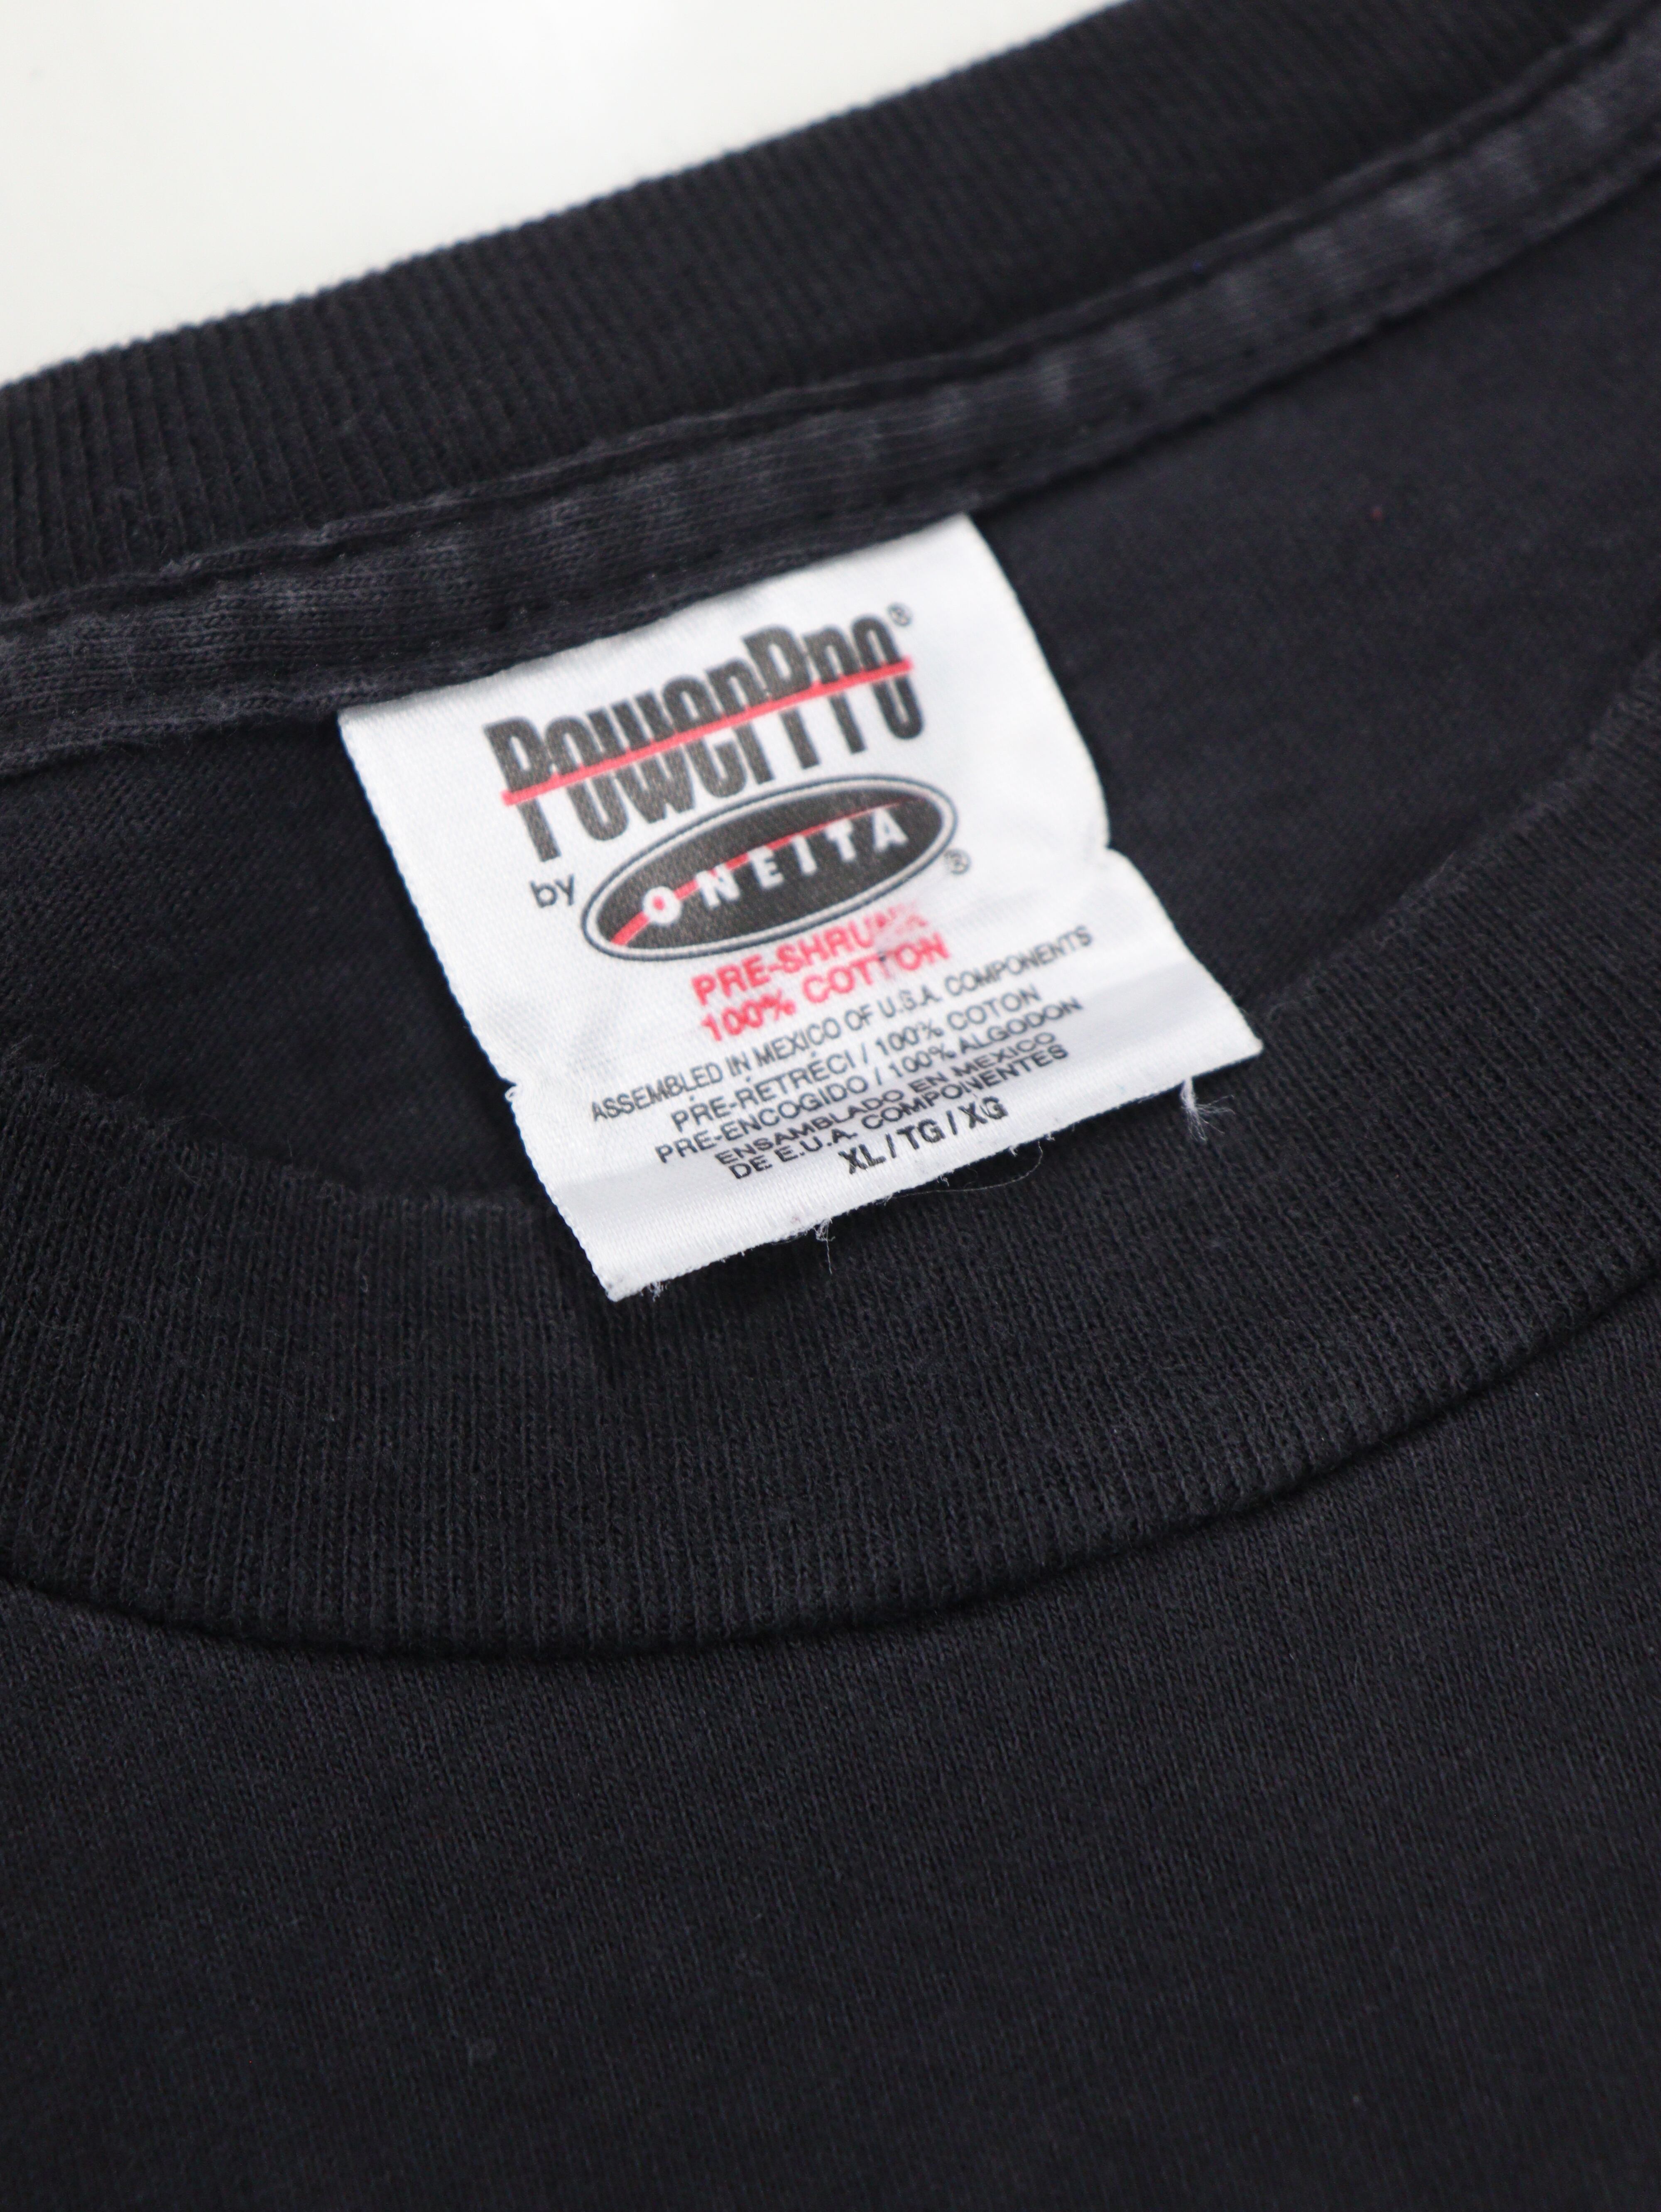 PowerPro®
by ONEITA®
PRE-SHRUNK
100% COTTON
ASSEMBLED IN MEXICO OF U.S.A. COMPONENTS
PRE-RETRÉCI / 100% COTON
PRE-ENCOGIDO / 100% ALGODON
ENSAMBLADO EN MEXICO
DE E.U.A. COMPONENTES
XL / TG / XG